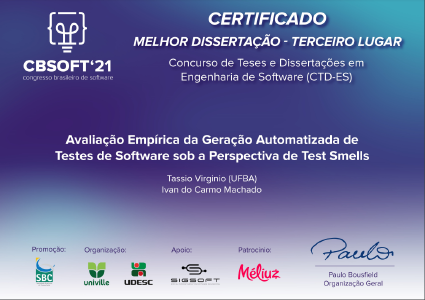 CERTIFICADO
MELHOR DISSERTAÇÃO - TERCEIRO LUGAR
Concurso de Teses e Dissertações em
Engenharia de Software (CTD-ES)
CBSOFT'21
congresso brasileiro de software
Avaliação Empírica da Geração Automatizada de
Testes de Software sob a Perspectiva de Test Smells
Tassio Virginio (UFBA)
Ivan do Carmo Machado
Promoção:
Organização:
Apoio:
Patrocínio:
SBC
univille
UDESC
SIGSOFT
Méliuz
Paulo
Paulo Bousfield
Organização Geral